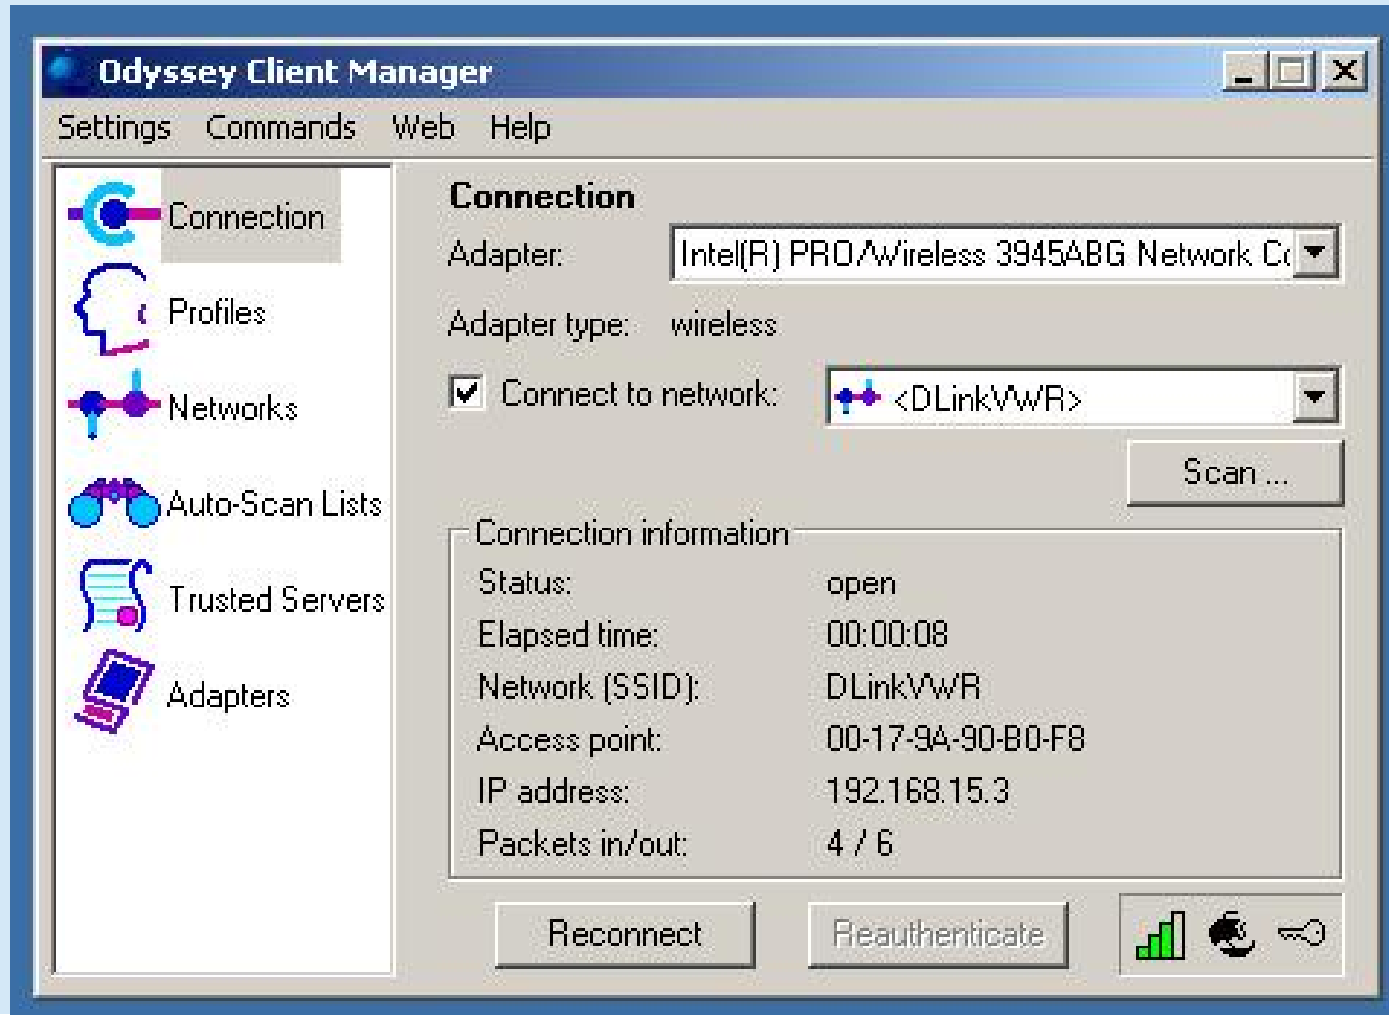 Odyssey Client Manager
Settings Commands Web Help
Connection
Profiles
Networks
Auto-Scan Lists
Trusted Servers
Adapters
Connection
Adapter: Intel(R) PRO/Wireless 3945ABG Network Co
Adapter type: wireless
Connect to network: <DLinkVWR>
Scan ...
Connection information
Status: open
Elapsed time: 00:00:08
Network (SSID): DLinkVWR
Access point: 00-17-9A-90-B0-F8
IP address: 192.168.15.3
Packets in/out: 4 / 6
Reconnect Reauthenticate